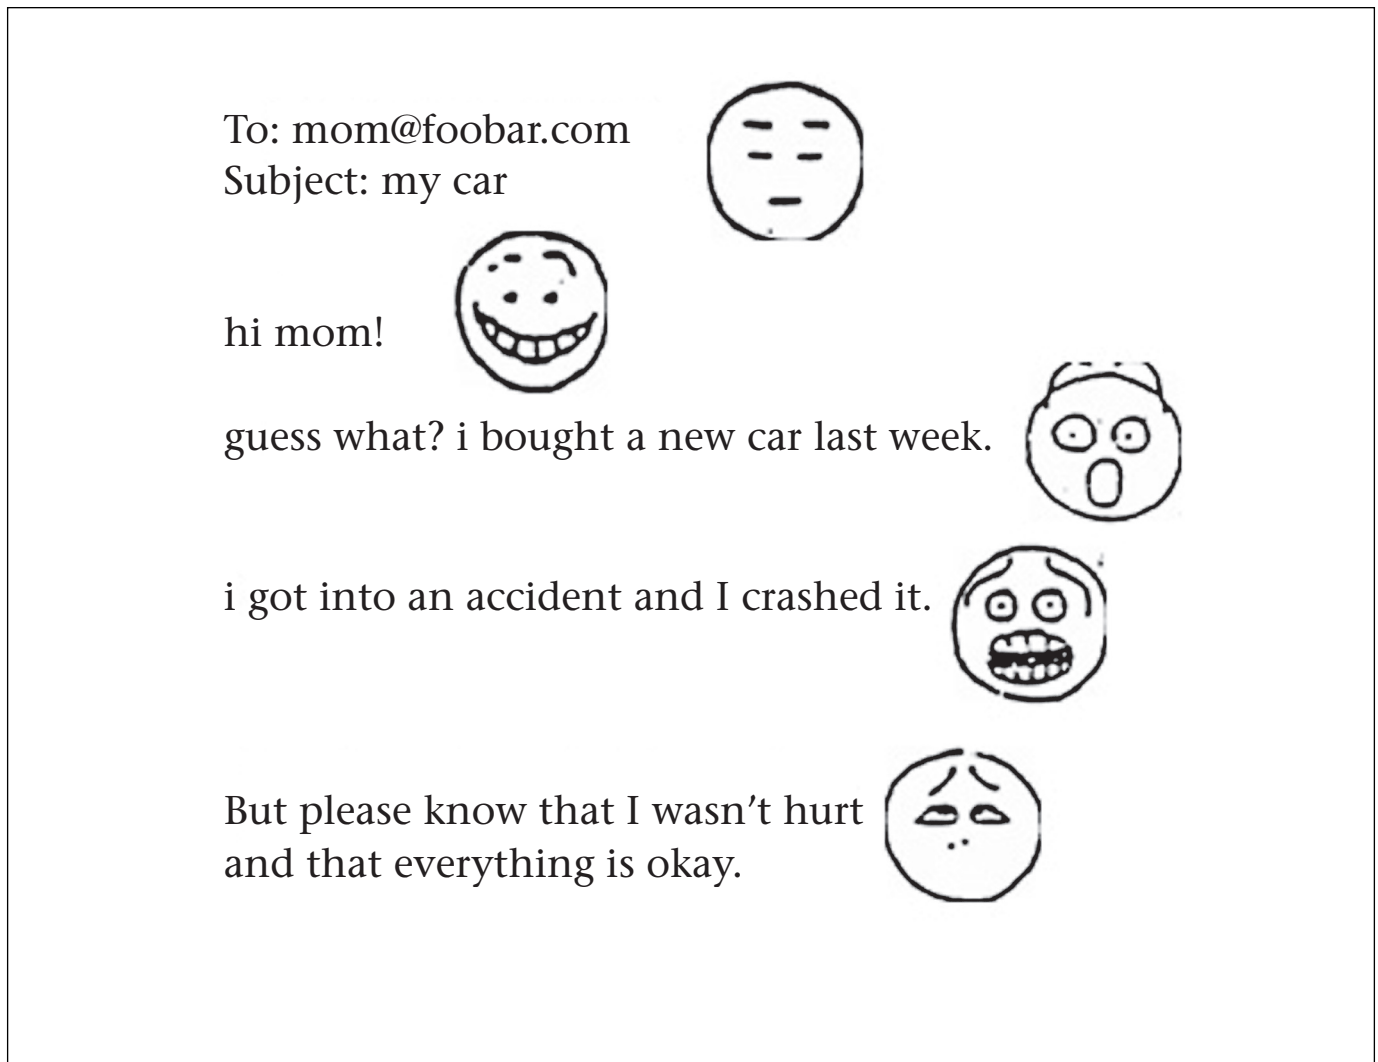 To: mom@foobar.com
Subject: my car
hi mom!
guess what? i bought a new car last week.
i got into an accident and I crashed it.
But please know that I wasn't hurt
and that everything is okay.